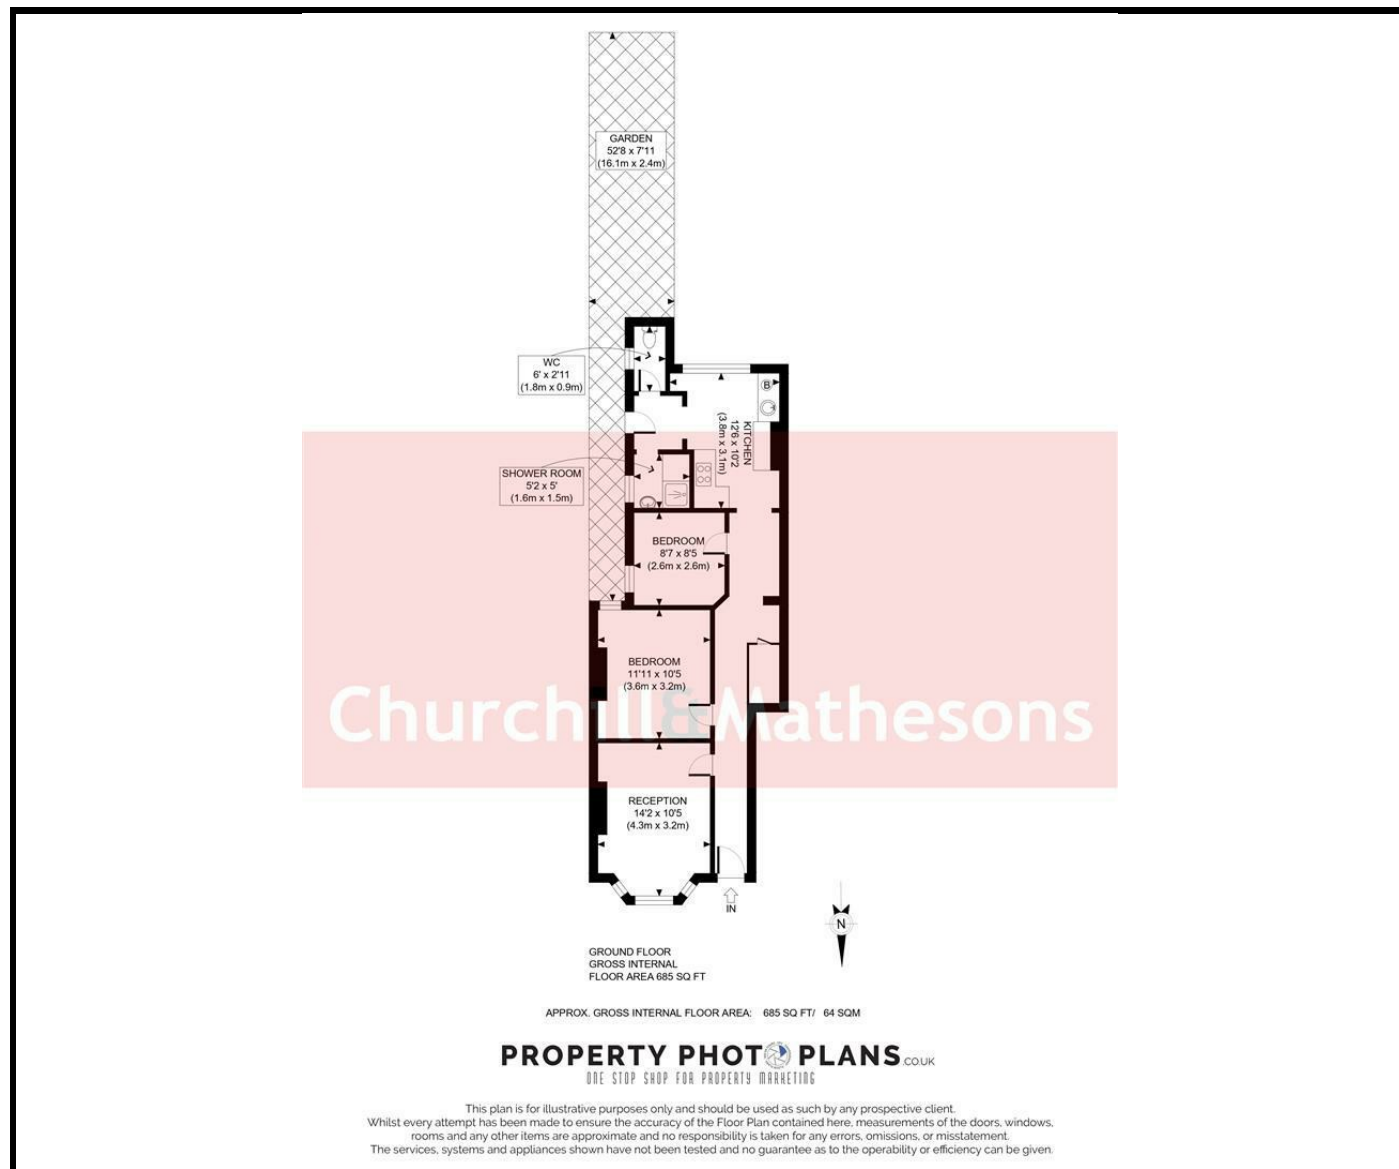 GARDEN
52'8 x 7'11
(16.1m x 2.4m)
WC
6' x 2'11
(1.8m x 0.9m)
B
KITCHEN
12'6 x 10'2
(3.8m x 3.1m)
SHOWER ROOM
5'2 x 5'
(1.6m x 1.5m)
BEDROOM
8'7 x 8'5
(2.6m x 2.6m)
BEDROOM
11'11 x 10'5
(3.6m x 3.2m)
Churchill&Mathesons
RECEPTION
14'2 x 10'5
(4.3m x 3.2m)
IN
N
GROUND FLOOR
GROSS INTERNAL
FLOOR AREA 685 SQ FT
APPROX. GROSS INTERNAL FLOOR AREA: 685 SQ FT/ 64 SQM
PROPERTY PHOTO PLANS.CO.UK
ONE STOP SHOP FOR PROPERTY MARKETING
This plan is for illustrative purposes only and should be used as such by any prospective client.
Whilst every attempt has been made to ensure the accuracy of the Floor Plan contained here, measurements of the doors, windows,
rooms and any other items are approximate and no responsibility is taken for any errors, omissions, or misstatement.
The services, systems and appliances shown have not been tested and no guarantee as to the operability or efficiency can be given.